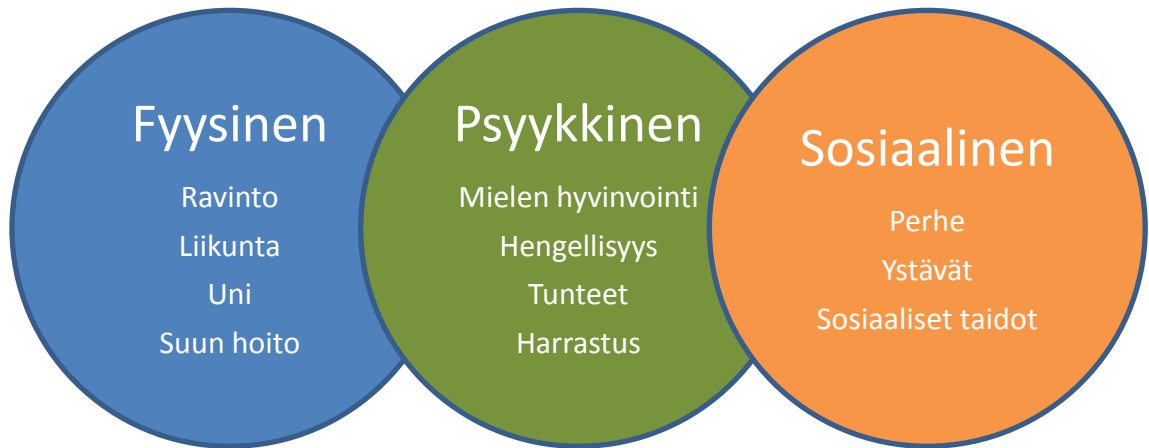 Fyysinen
Ravinto
Liikunta
Uni
Suun hoito
Psyykkinen
Mielen hyvinvointi
Hengellisyys
Tunteet
Harrastus
Sosiaalinen
Perhe
Ystävät
Sosiaaliset taidot